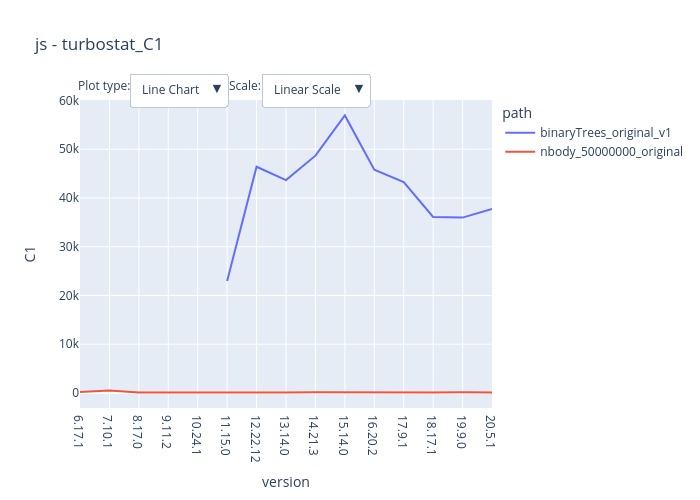 js - turbostat_C1
Plot type: Line Chart ▼ Scale: Linear Scale ▼
path
binaryTrees_original_v1
nbody_50000000_original
60k
50k
40k
30k
20k
10k
0
C1
6.17.1
7.10.1
8.17.0
9.11.2
10.24.1
11.15.0
12.22.12
13.14.0
14.21.3
15.14.0
16.20.2
17.9.1
18.17.1
19.9.0
20.5.1
version